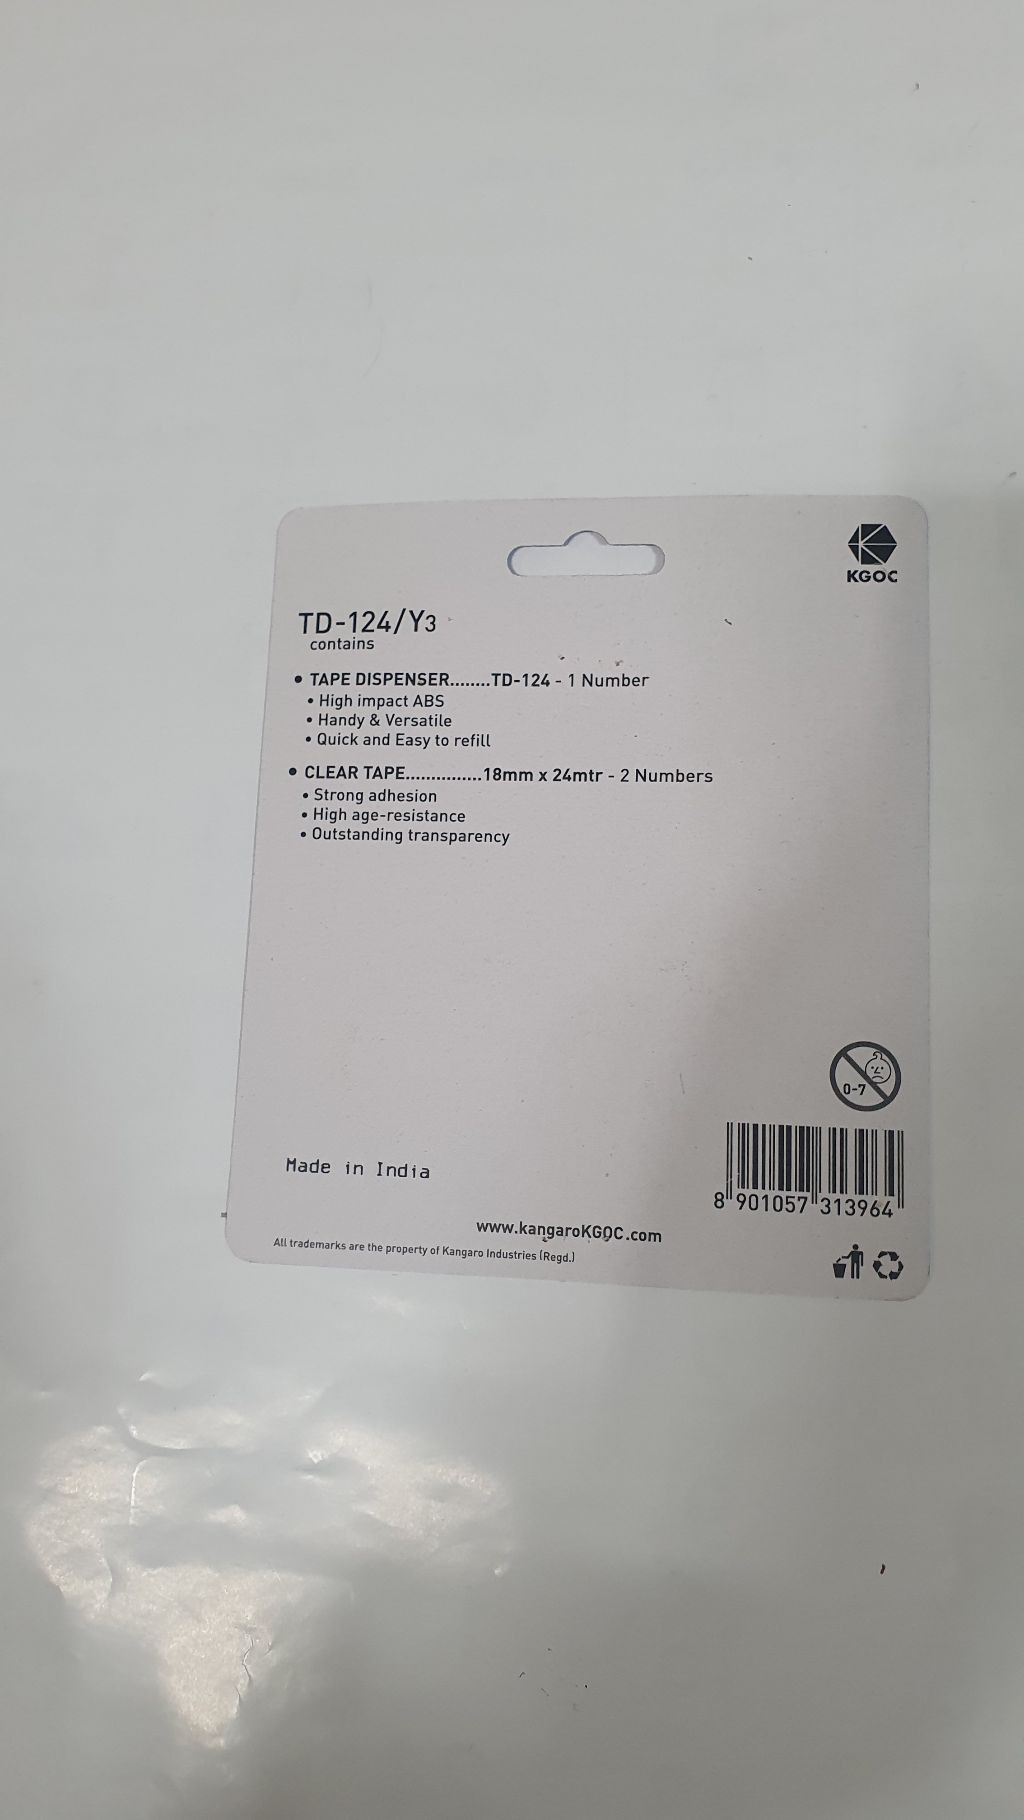 KGOC
TD-124/Y3
contains
• TAPE DISPENSER........TD-124 - 1 Number
• High impact ABS
• Handy & Versatile
• Quick and Easy to refill
• CLEAR TAPE...............18mm x 24mtr - 2 Numbers
• Strong adhesion
• High age-resistance
• Outstanding transparency
0-7
Made in India
8 901057 313964
www.kangaroKGOC.com
All trademarks are the property of Kangaro Industries (Regd.)